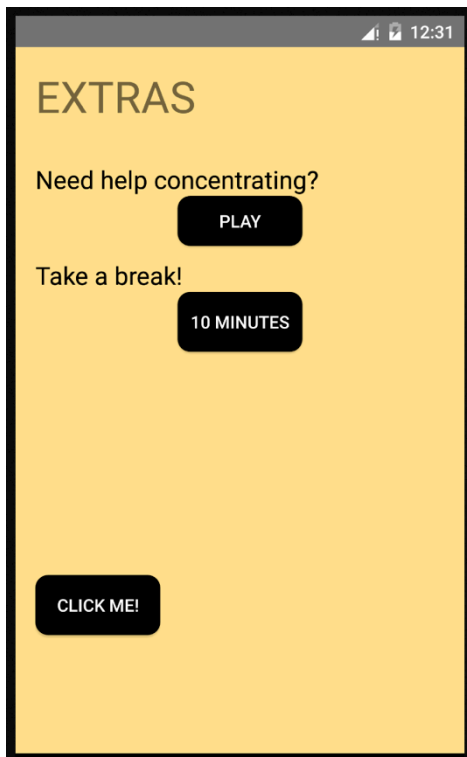 12:31
EXTRAS
Need help concentrating?
PLAY
Take a break!
10 MINUTES
CLICK ME!